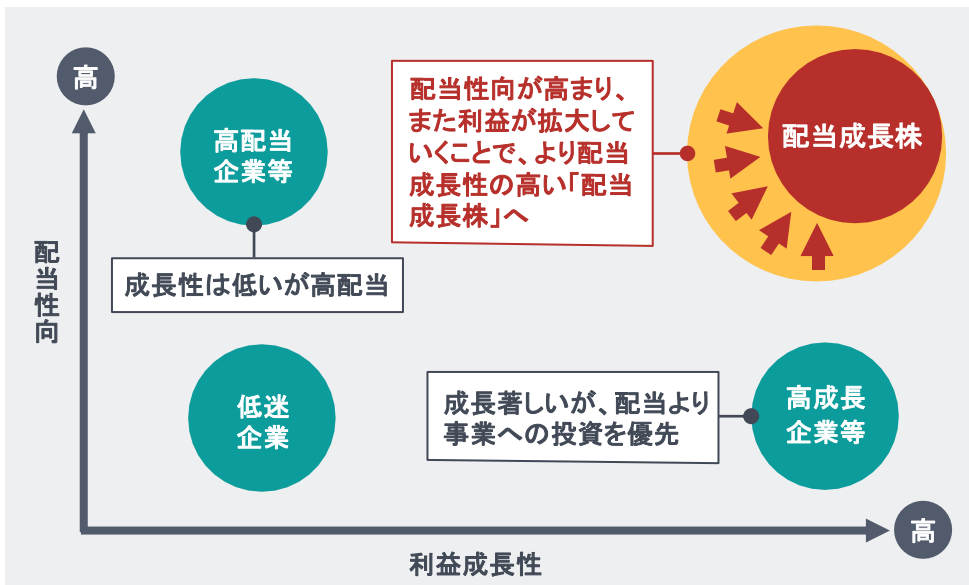 高
高配当
企業等
配当性向が高まり、
また利益が拡大して
いくことで、より配当
成長性の高い「配当
成長株」へ
配当成長株
成長性は低いが高配当
配当性向
低迷
企業
成長著しいが、配当より
事業への投資を優先
高成長
企業等
高
利益成長性